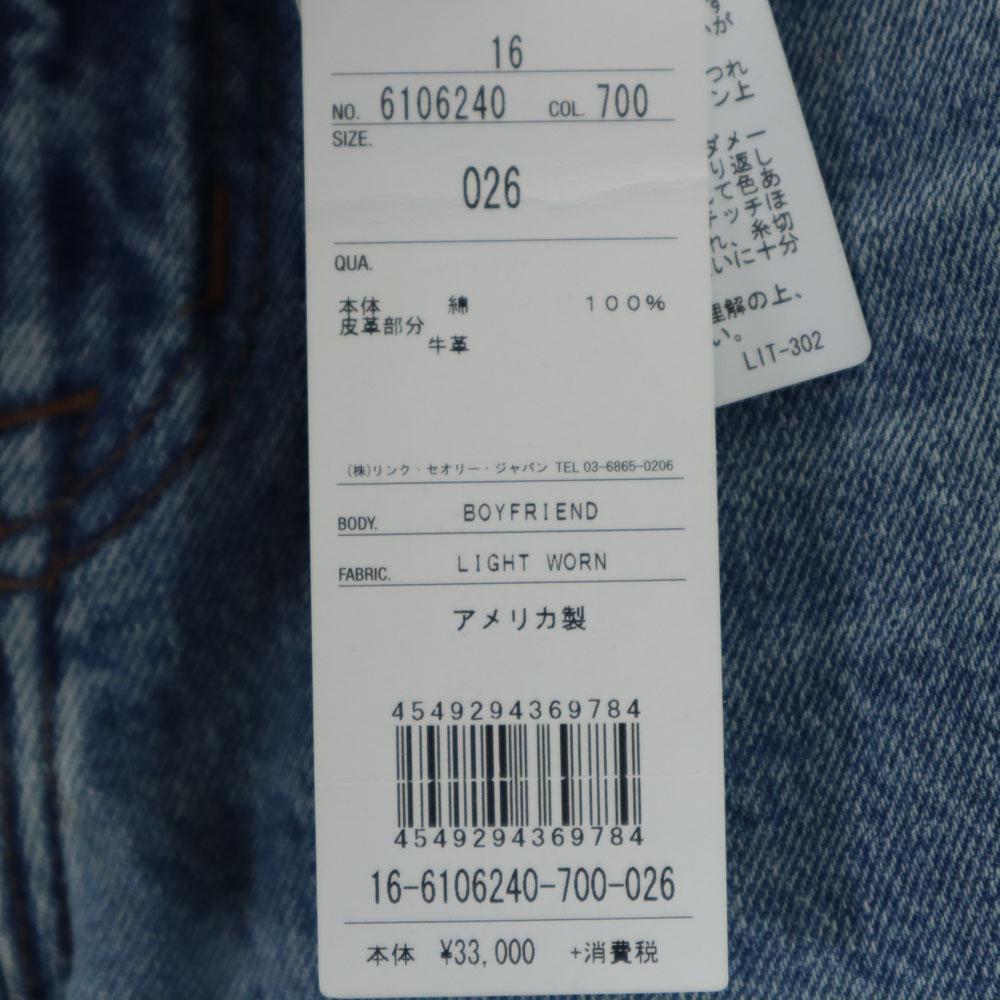 16
NO. 6106240 COL. 700
SIZE.
026
QUA.
本体 綿 100%
皮革部分
牛革
(株)リンク・セオリー・ジャパン TEL 03-6865-0206
BODY. BOYFRIEND
FABRIC. LIGHT WORN
アメリカ製
4549294369784
4549294369784
16-6106240-700-026
本体 ¥33,000 +消費税
す
が
つれ
ン上
ダメー
り返し
て色あ
チッチほ
れ、糸切
いに十分
理解の上、
い。
LIT-302